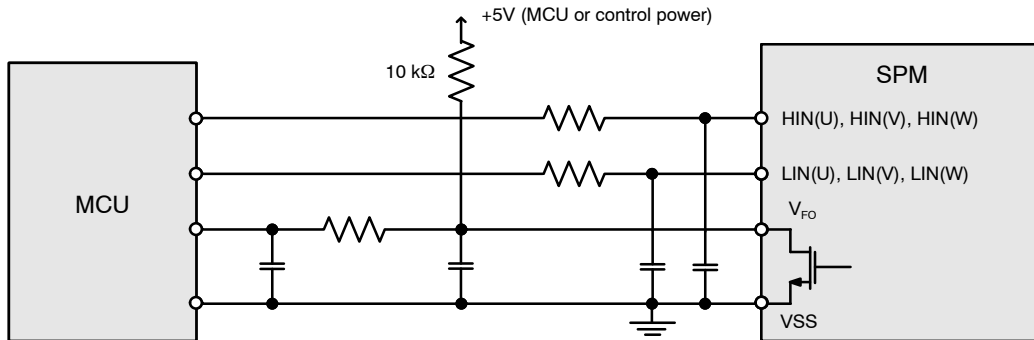 +5V (MCU or control power)
10 kΩ
SPM
HIN(U), HIN(V), HIN(W)
LIN(U), LIN(V), LIN(W)
MCU
VFO
VSS